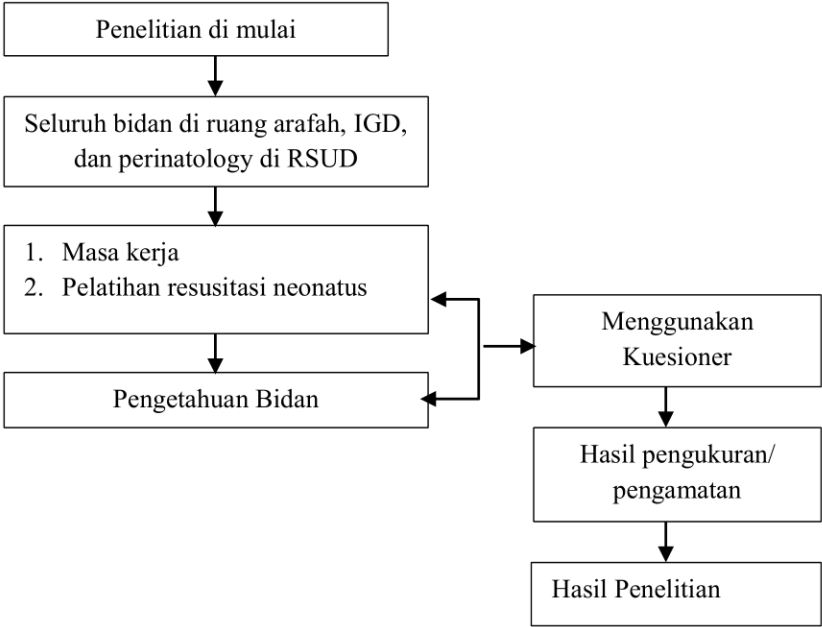 Penelitian di mulai
Seluruh bidan di ruang arafah, IGD,
dan perinatology di RSUD
1. Masa kerja
2. Pelatihan resusitasi neonatus
Pengetahuan Bidan
Menggunakan
Kuesioner
Hasil pengukuran/
pengamatan
Hasil Penelitian